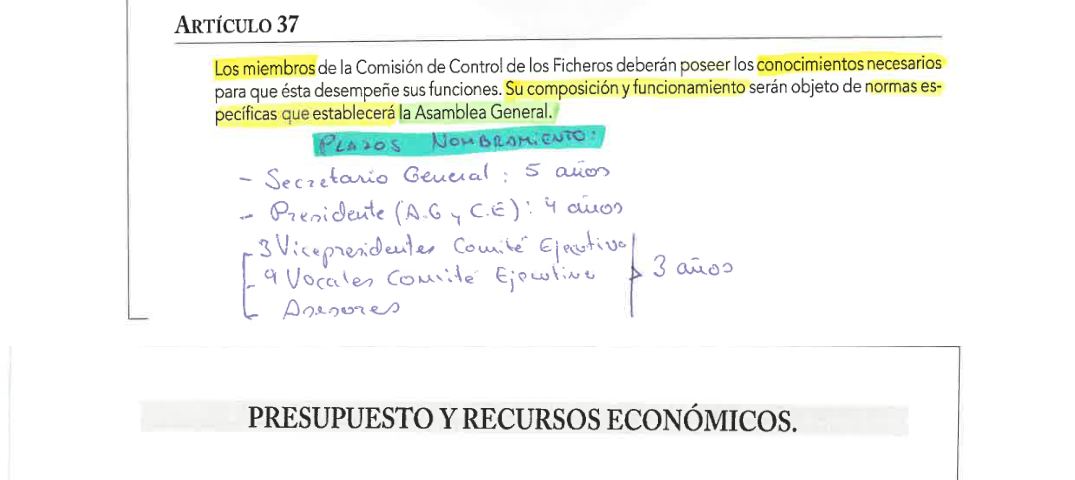 ARTÍCULO 37
Los miembros de la Comisión de Control de los Ficheros deberán poseer los conocimientos necesarios
para que ésta desempeñe sus funciones. Su composición y funcionamiento serán objeto de normas es-
pecíficas que establecerá la Asamblea General.
PLAZOS NOMBRAMIENTO:
- Secretario General: 5 años
- Presidente (A.G y C.E): 4 años
- 3 Vicepresidentes Comité Ejecutivo
- 9 Vocales Comité Ejecutivo
3 años
- Asesores
PRESUPUESTO Y RECURSOS ECONÓMICOS.